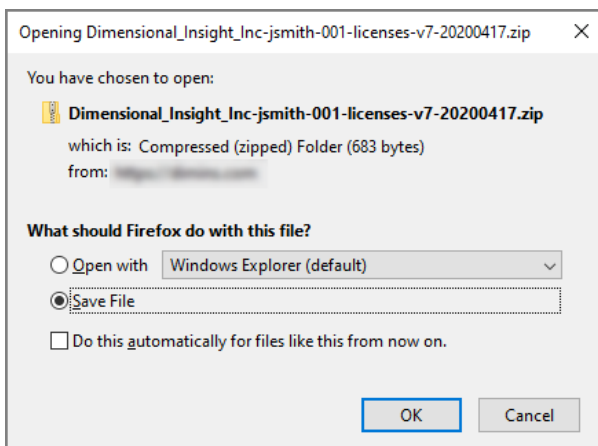 Opening Dimensional_Insight_Inc-jsmith-001-licenses-v7-20200417.zip
You have chosen to open:
Dimensional_Insight_Inc-jsmith-001-licenses-v7-20200417.zip
which is: Compressed (zipped) Folder (683 bytes)
from:
What should Firefox do with this file?
Open with Windows Explorer (default)
Save File
Do this automatically for files like this from now on.
OK Cancel